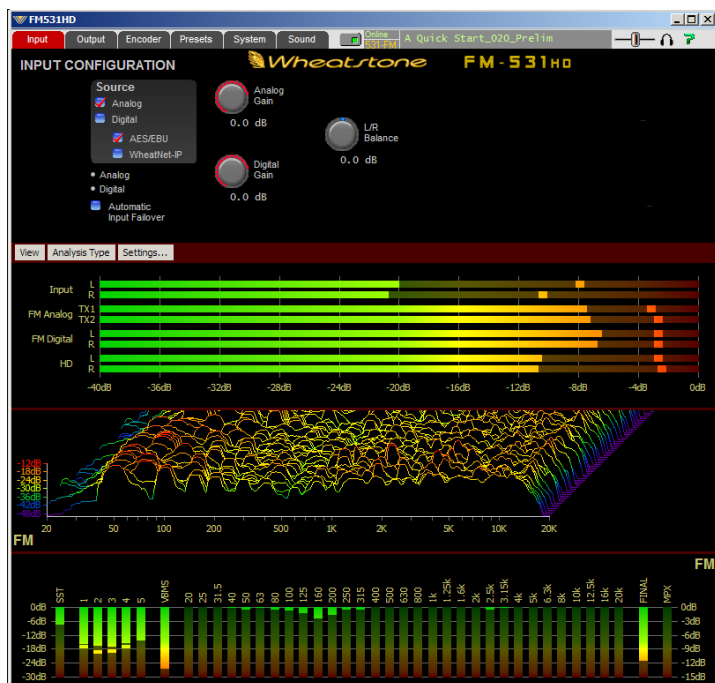 FM531HD
Input Output Encoder Presets System Sound Online 531-FM A Quick Start_020_Prelim
INPUT CONFIGURATION Wheatstone FM-531HD
Source
Analog
Digital
AES/EBU
WheatNet-IP
Analog
Digital
Automatic
Input Failover
Analog
Gain
0.0 dB
Digital
Gain
0.0 dB
L/R
Balance
0.0 dB
View Analysis Type Settings...
Input L
R
FM Analog TX1
TX2
FM Digital L
R
HD L
R
-40dB -36dB -32dB -28dB -24dB -20dB -16dB -12dB -8dB -4dB 0dB
-12dB
-18dB
-24dB
-30dB
-36dB
-42dB
-48dB
20 50 100 200 500 1K 2K 5K 10K 20K
FM
FM
SST 1 2 3 4 5 VBMS 20 25 31.5 40 50 63 80 100 125 160 200 250 315 400 500 630 800 1k 1.25k 1.6k 2k 2.5k 3.15k 4k 5k 6.3k 8k 10k 12.5k 16k 20k FINAL MPX
0dB 0dB
-6dB -3dB
-12dB -6dB
-18dB -9dB
-24dB -12dB
-30dB -15dB